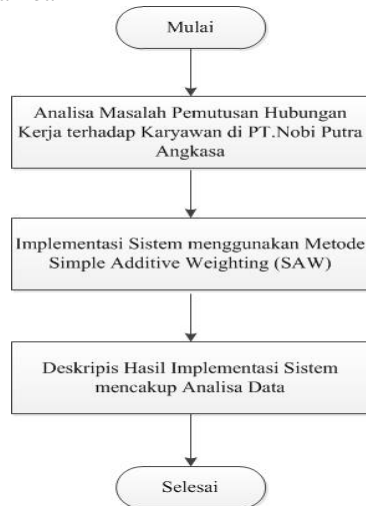 Mulai
Analisa Masalah Pemutusan Hubungan
Kerja terhadap Karyawan di PT.Nobi Putra
Angkasa
Implementasi Sistem menggunakan Metode
Simple Additive Weighting (SAW)
Deskripis Hasil Implementasi Sistem
mencakup Analisa Data
Selesai